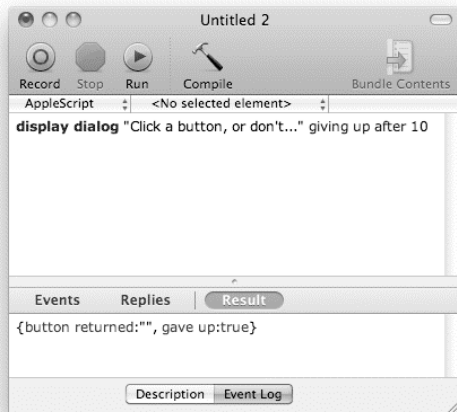 Untitled 2
Record Stop Run Compile Bundle Contents
AppleScript <No selected element>
display dialog "Click a button, or don't..." giving up after 10
Events Replies Result
{button returned:"", gave up:true}
Description Event Log